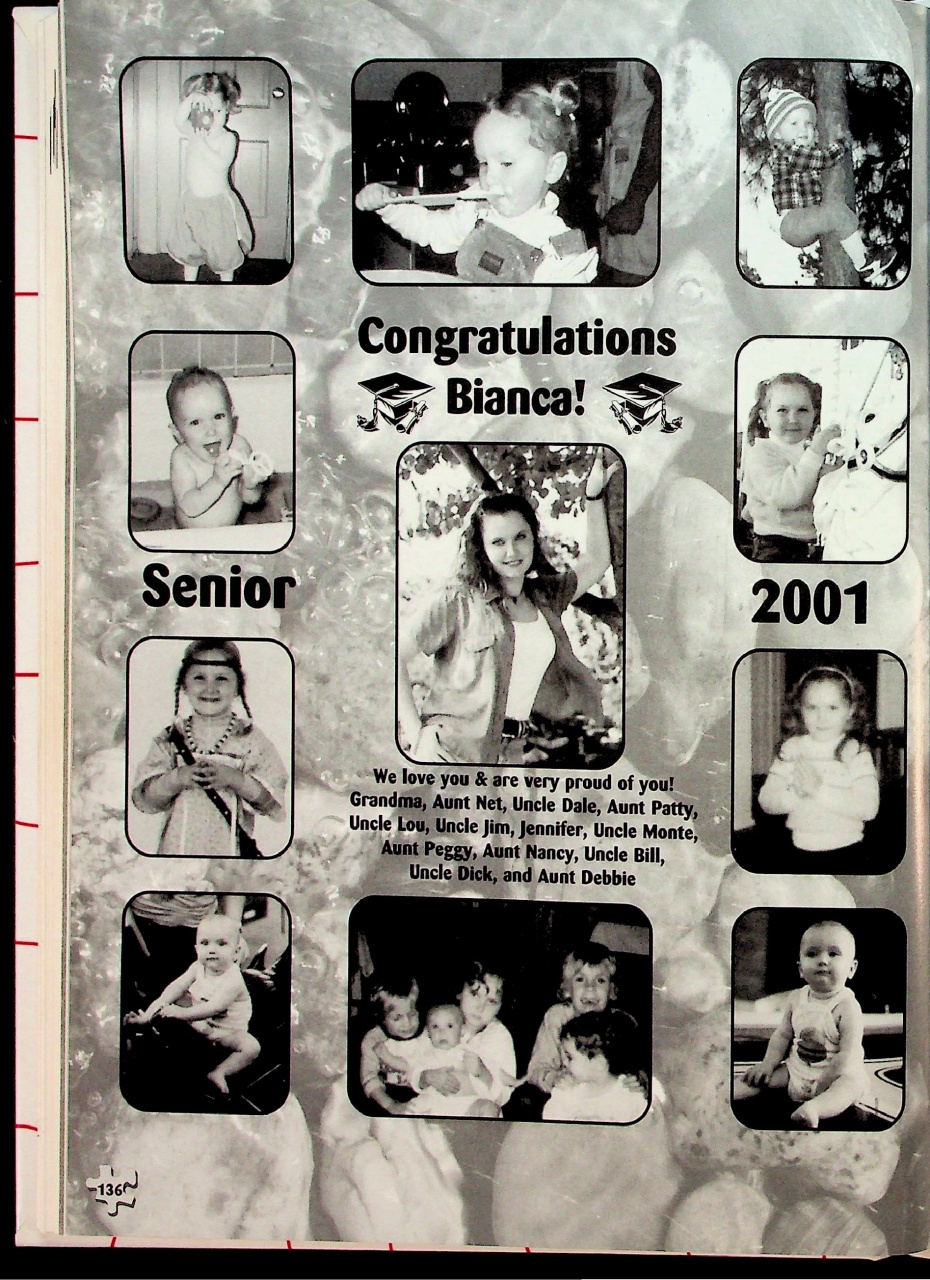 Congratulations
Bianca!
Senior
2001
We love you & are very proud of you!
Grandma, Aunt Net, Uncle Dale, Aunt Patty,
Uncle Lou, Uncle Jim, Jennifer, Uncle Monte,
Aunt Peggy, Aunt Nancy, Uncle Bill,
Uncle Dick, and Aunt Debbie
136